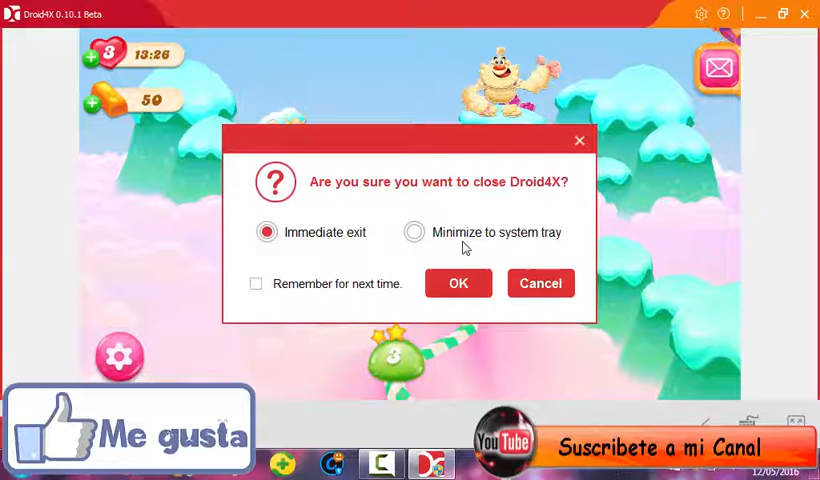 Droid4X 0.10.1 Beta
3 13:26
50
Are you sure you want to close Droid4X?
Immediate exit Minimize to system tray
Remember for next time. OK Cancel
3
Me gusta
YouTube Suscribete a mi Canal
12/05/2016